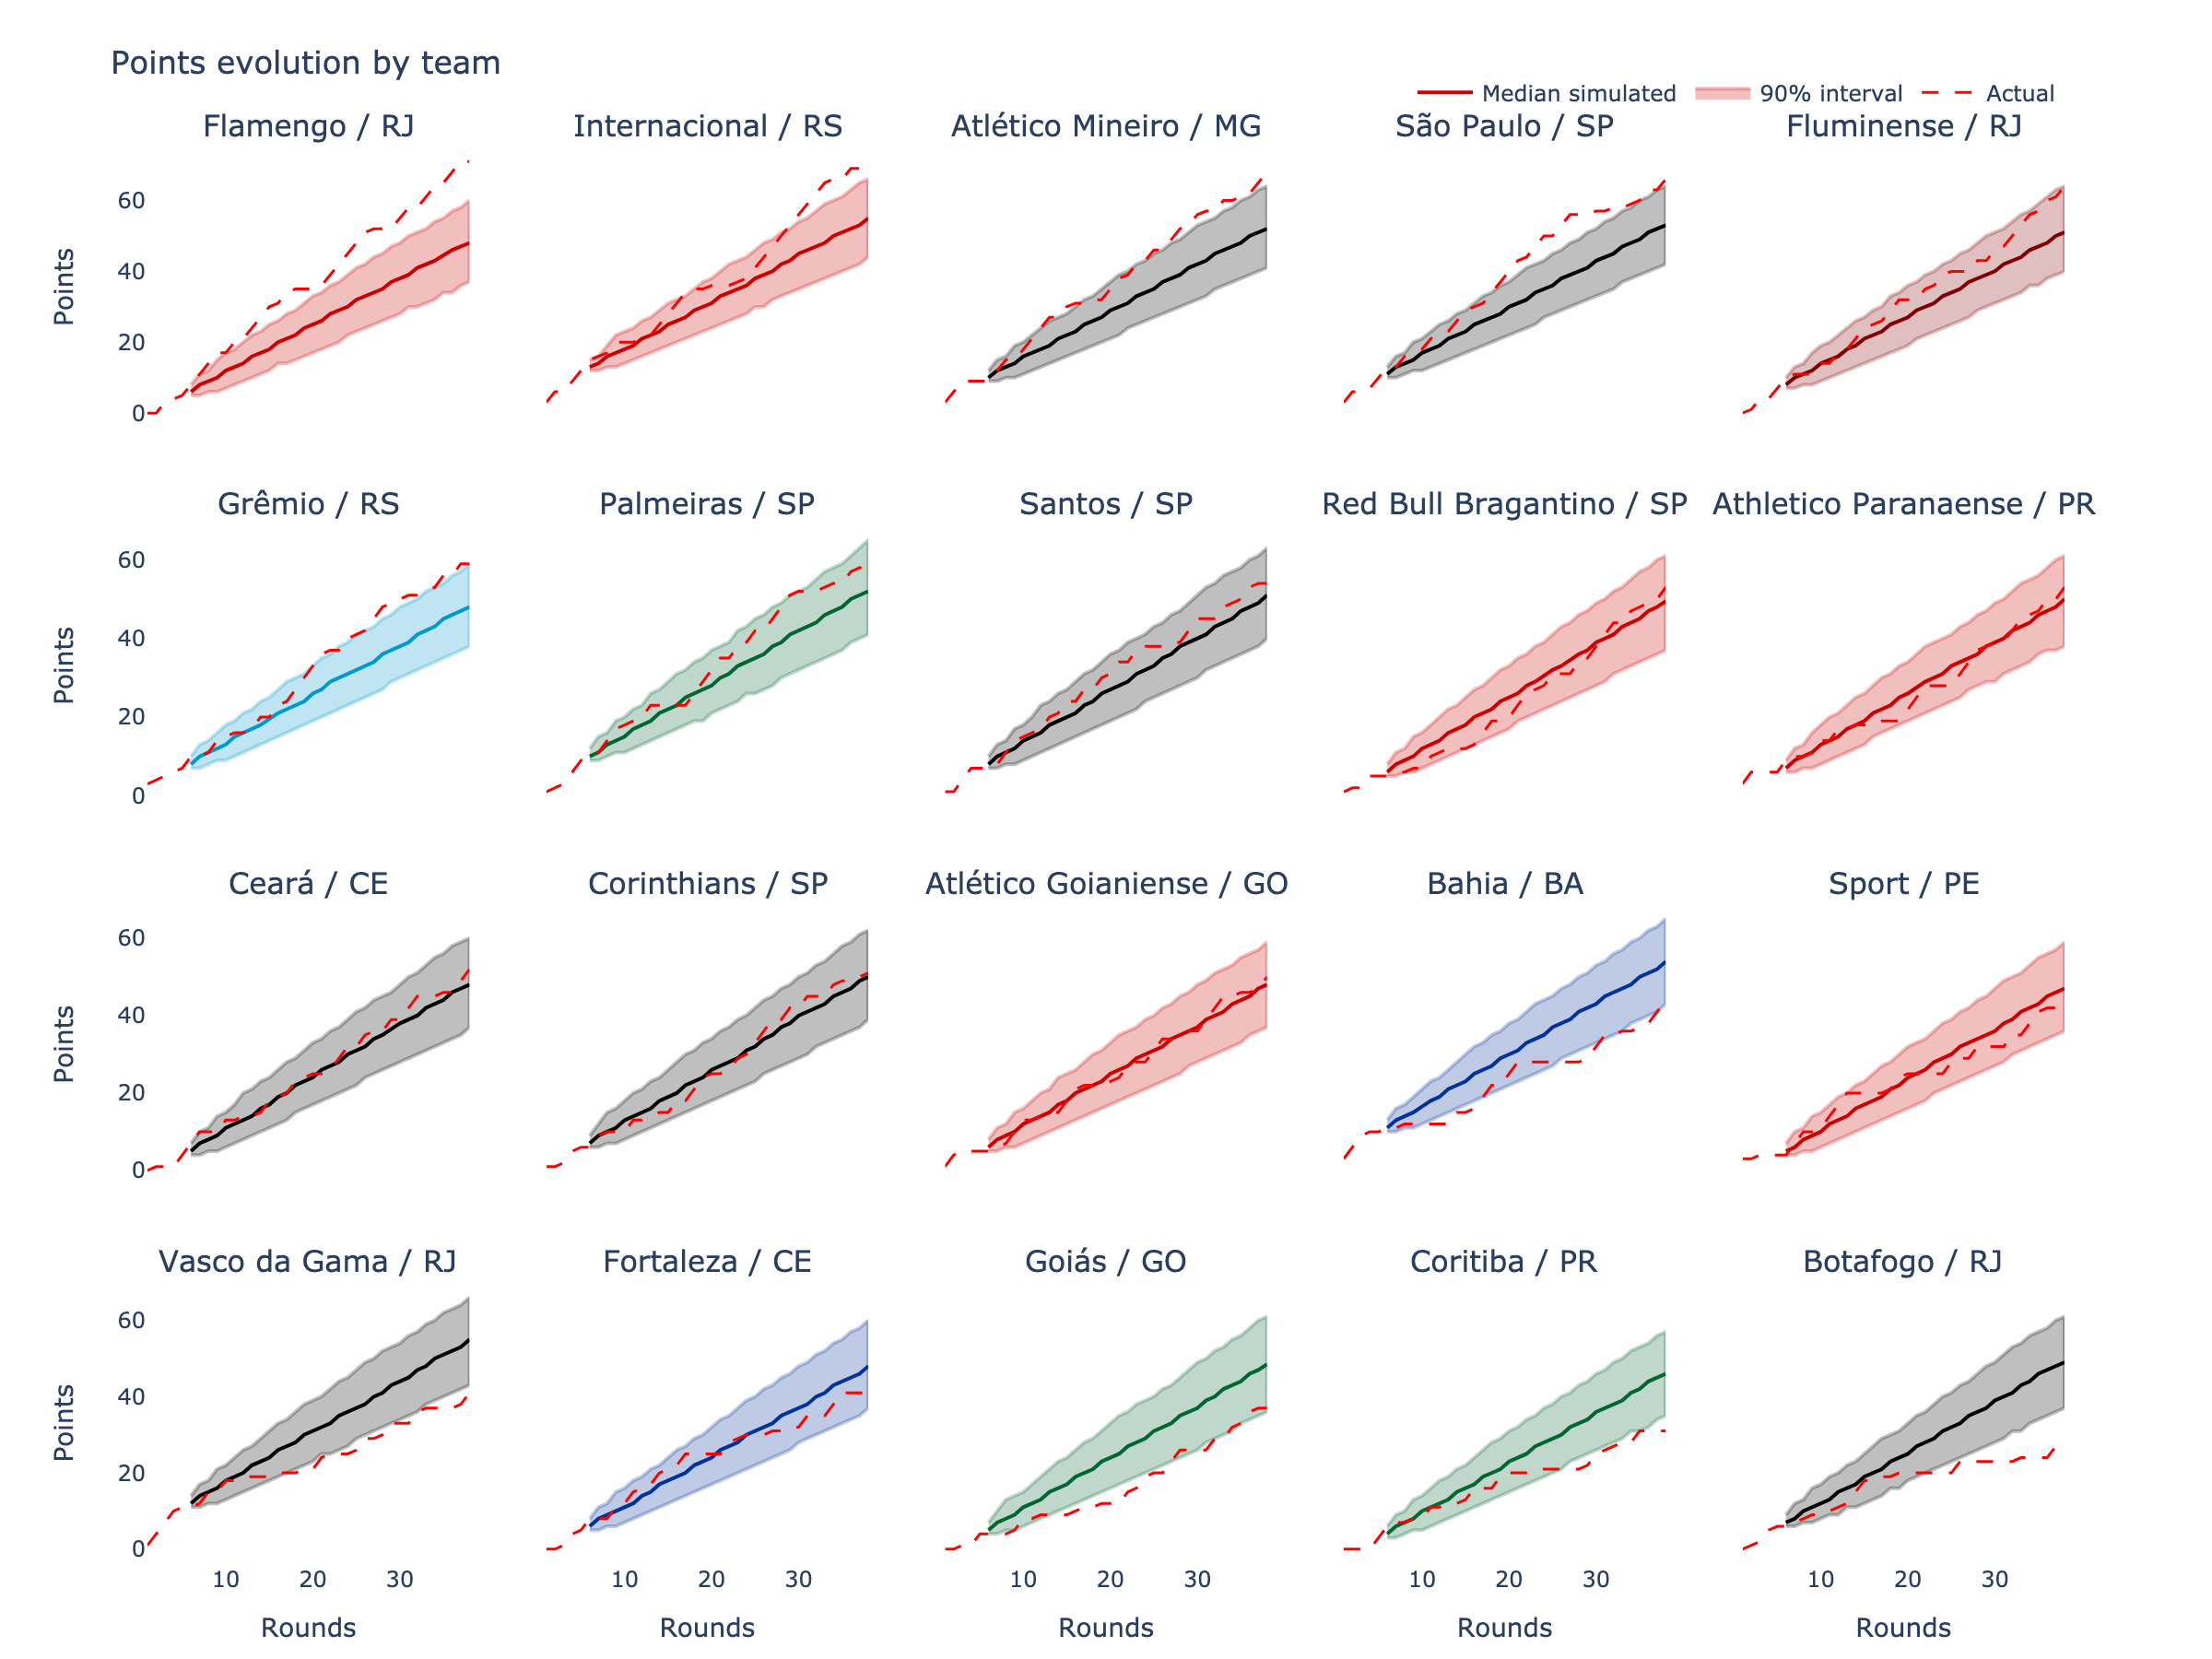 Points evolution by team
Median simulated 90% interval Actual
Flamengo / RJ
Internacional / RS
Atlético Mineiro / MG
São Paulo / SP
Fluminense / RJ
60
40
20
0
Points
Grêmio / RS
Palmeiras / SP
Santos / SP
Red Bull Bragantino / SP
Athletico Paranaense / PR
60
40
20
0
Points
Ceará / CE
Corinthians / SP
Atlético Goianiense / GO
Bahia / BA
Sport / PE
60
40
20
0
Points
Vasco da Gama / RJ
Fortaleza / CE
Goiás / GO
Coritiba / PR
Botafogo / RJ
60
40
20
0
Points
10 20 30
10 20 30
10 20 30
10 20 30
10 20 30
Rounds
Rounds
Rounds
Rounds
Rounds